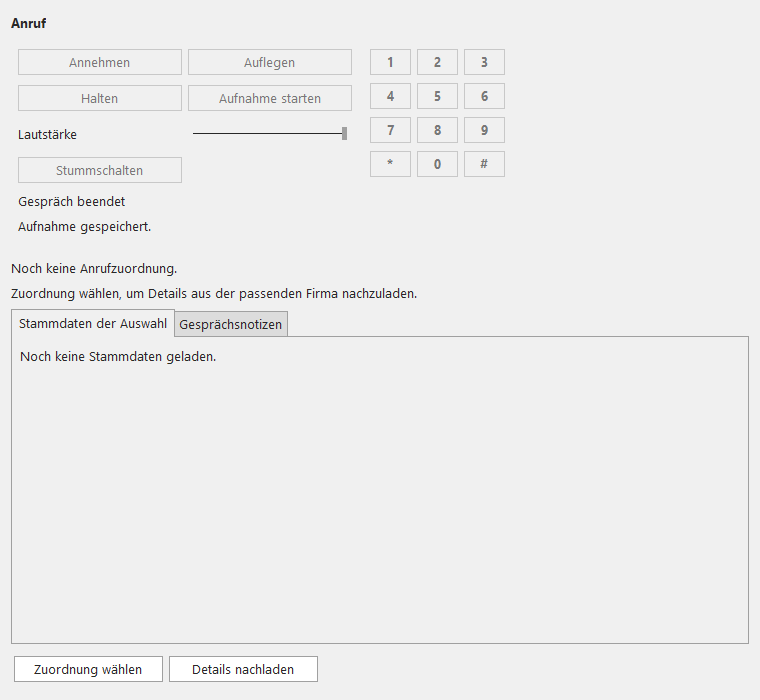 Anruf
Annehmen Auflegen 1 2 3
Halten Aufnahme starten 4 5 6
Lautstärke 7 8 9
Stummschalten * 0 #
Gespräch beendet
Aufnahme gespeichert.
Noch keine Anrufzuordnung.
Zuordnung wählen, um Details aus der passenden Firma nachzuladen.
Stammdaten der Auswahl Gesprächsnotizen
Noch keine Stammdaten geladen.
Zuordnung wählen Details nachladen